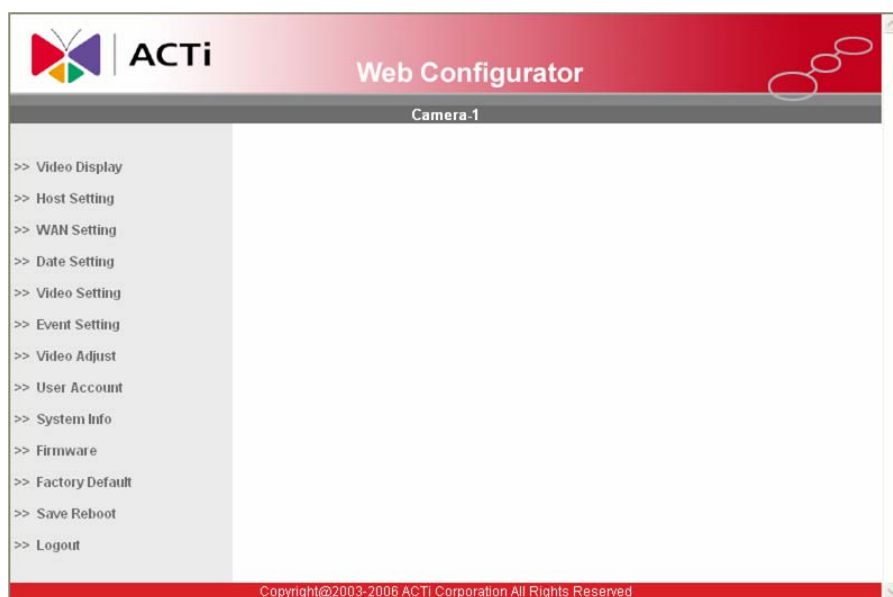 ACTi
Web Configurator
Camera-1
>> Video Display
>> Host Setting
>> WAN Setting
>> Date Setting
>> Video Setting
>> Event Setting
>> Video Adjust
>> User Account
>> System Info
>> Firmware
>> Factory Default
>> Save Reboot
>> Logout
Copyright@2003-2006 ACTi Corporation All Rights Reserved